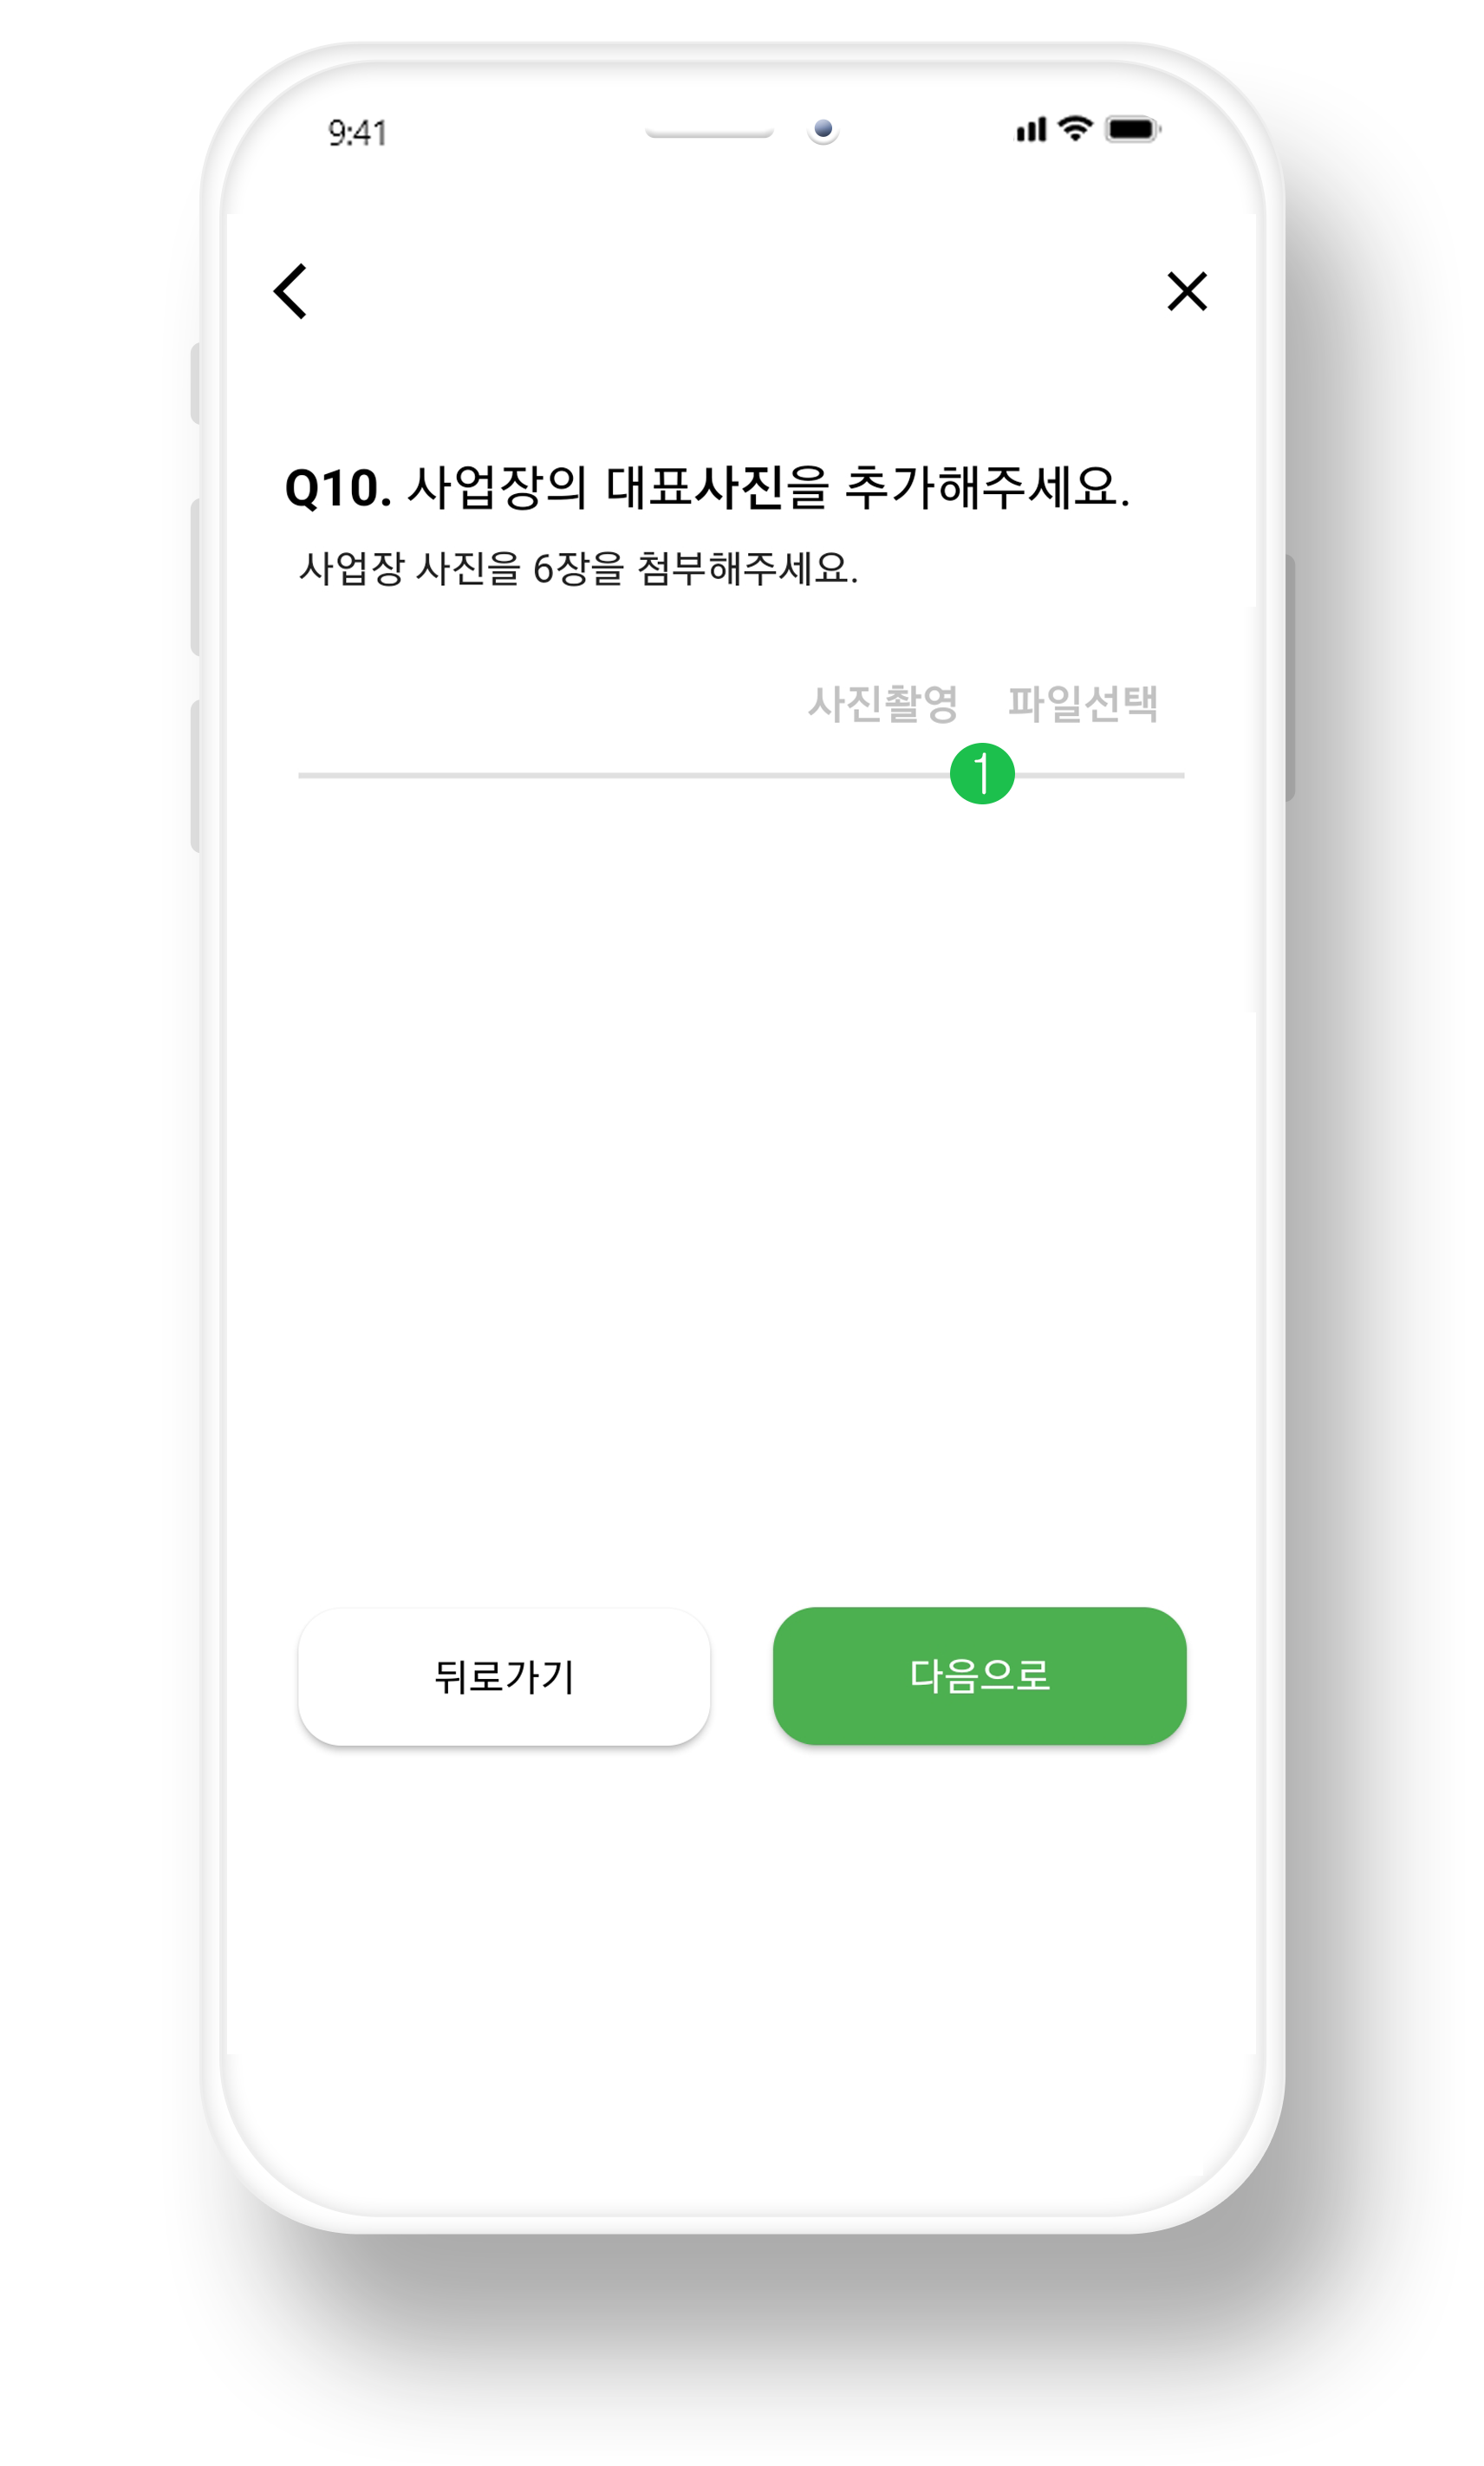 9:41
Q10. 사업장의 대표사진을 추가해주세요.
사업장 사진을 6장을 첨부해주세요.
사진촬영 파일선택
1
뒤로가기 다음으로